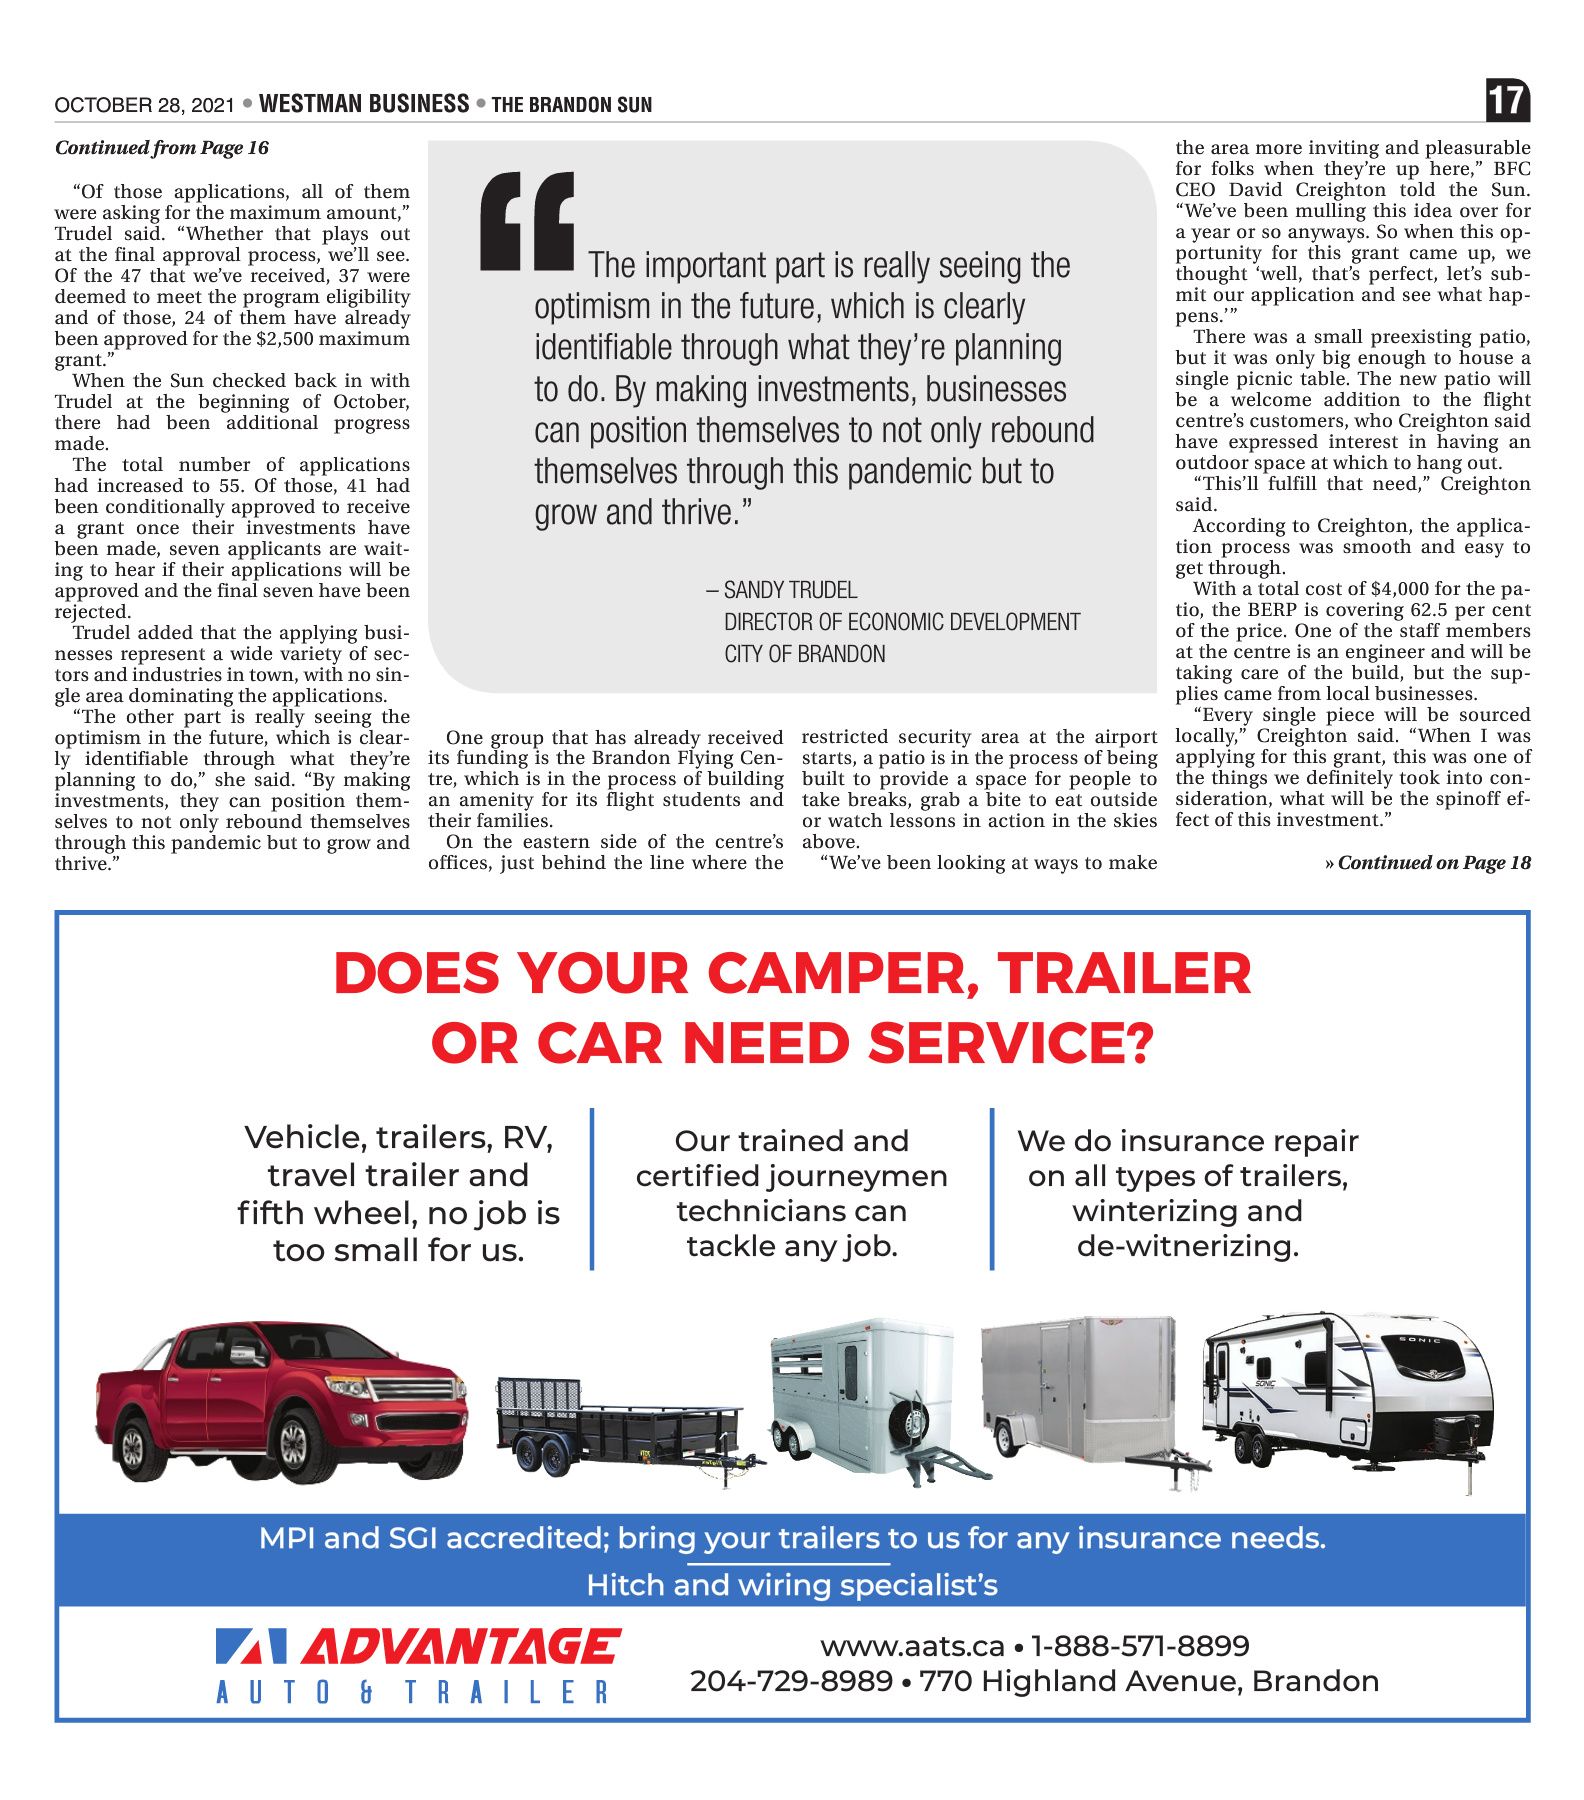 OCTOBER 28, 2021 • WESTMAN BUSINESS • THE BRANDON SUN
17
Continued from Page 16
“Of those applications, all of them
were asking for the maximum amount,”
Trudel said. “Whether that plays out
at the final approval process, we’ll see.
Of the 47 that we’ve received, 37 were
deemed to meet the program eligibility
and of those, 24 of them have already
been approved for the $2,500 maximum
grant.”
When the Sun checked back in with
Trudel at the beginning of October,
there had been additional progress
made.
The total number of applications
had increased to 55. Of those, 41 had
been conditionally approved to receive
a grant once their investments have
been made, seven applicants are wait-
ing to hear if their applications will be
approved and the final seven have been
rejected.
Trudel added that the applying busi-
nesses represent a wide variety of sec-
tors and industries in town, with no sin-
gle area dominating the applications.
“The other part is really seeing the
optimism in the future, which is clear-
ly identifiable through what they’re
planning to do,” she said. “By making
investments, they can position them-
selves to not only rebound themselves
through this pandemic but to grow and
thrive.”
“The important part is really seeing the
optimism in the future, which is clearly
identifiable through what they’re planning
to do. By making investments, businesses
can position themselves to not only rebound
themselves through this pandemic but to
grow and thrive.”
– SANDY TRUDEL
DIRECTOR OF ECONOMIC DEVELOPMENT
CITY OF BRANDON
One group that has already received
its funding is the Brandon Flying Cen-
tre, which is in the process of building
an amenity for its flight students and
their families.
On the eastern side of the centre’s
offices, just behind the line where the
restricted security area at the airport
starts, a patio is in the process of being
built to provide a space for people to
take breaks, grab a bite to eat outside
or watch lessons in action in the skies
above.
“We’ve been looking at ways to make
the area more inviting and pleasurable
for folks when they’re up here,” BFC
CEO David Creighton told the Sun.
“We’ve been mulling this idea over for
a year or so anyways. So when this op-
portunity for this grant came up, we
thought ‘well, that’s perfect, let’s sub-
mit our application and see what hap-
pens.’”
There was a small preexisting patio,
but it was only big enough to house a
single picnic table. The new patio will
be a welcome addition to the flight
centre’s customers, who Creighton said
have expressed interest in having an
outdoor space at which to hang out.
“This’ll fulfill that need,” Creighton
said.
According to Creighton, the applica-
tion process was smooth and easy to
get through.
With a total cost of $4,000 for the pa-
tio, the BERP is covering 62.5 per cent
of the price. One of the staff members
at the centre is an engineer and will be
taking care of the build, but the sup-
plies came from local businesses.
“Every single piece will be sourced
locally,” Creighton said. “When I was
applying for this grant, this was one of
the things we definitely took into con-
sideration, what will be the spinoff ef-
fect of this investment.”
» Continued on Page 18
DOES YOUR CAMPER, TRAILER
OR CAR NEED SERVICE?
Vehicle, trailers, RV,
travel trailer and
fifth wheel, no job is
too small for us.
Our trained and
certified journeymen
technicians can
tackle any job.
We do insurance repair
on all types of trailers,
winterizing and
de-witnerizing.
SONIC
SONIC
MPI and SGI accredited; bring your trailers to us for any insurance needs.
Hitch and wiring specialist’s
ADVANTAGE
AUTO & TRAILER
www.aats.ca • 1-888-571-8899
204-729-8989 • 770 Highland Avenue, Brandon